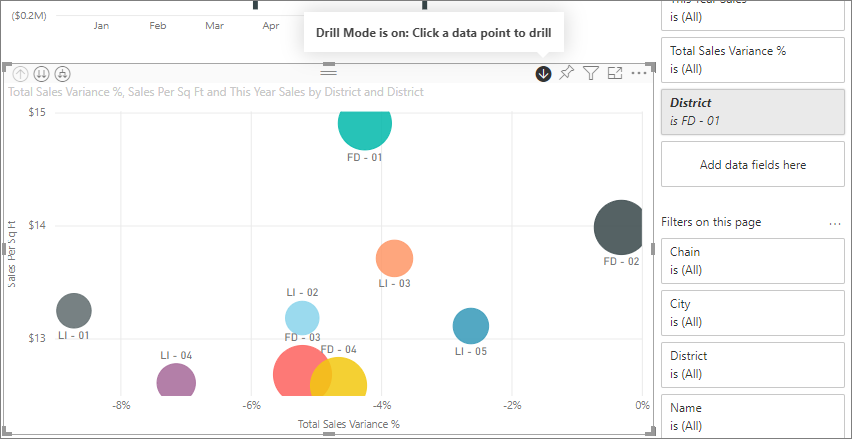 ($0.2M)
Jan Feb Mar Apr
Drill Mode is on: Click a data point to drill
Total Sales Variance %, Sales Per Sq Ft and This Year Sales by District and District
Sales Per Sq Ft
$15
$14
$13
FD - 01
FD - 02
LI - 03
LI - 02
LI - 01
FD - 03
FD - 04
LI - 05
LI - 04
-8% -6% -4% -2% 0%
Total Sales Variance %
This Year Sales
is (All)
Total Sales Variance %
is (All)
District
is FD - 01
Add data fields here
Filters on this page
Chain
is (All)
City
is (All)
District
is (All)
Name
is (All)